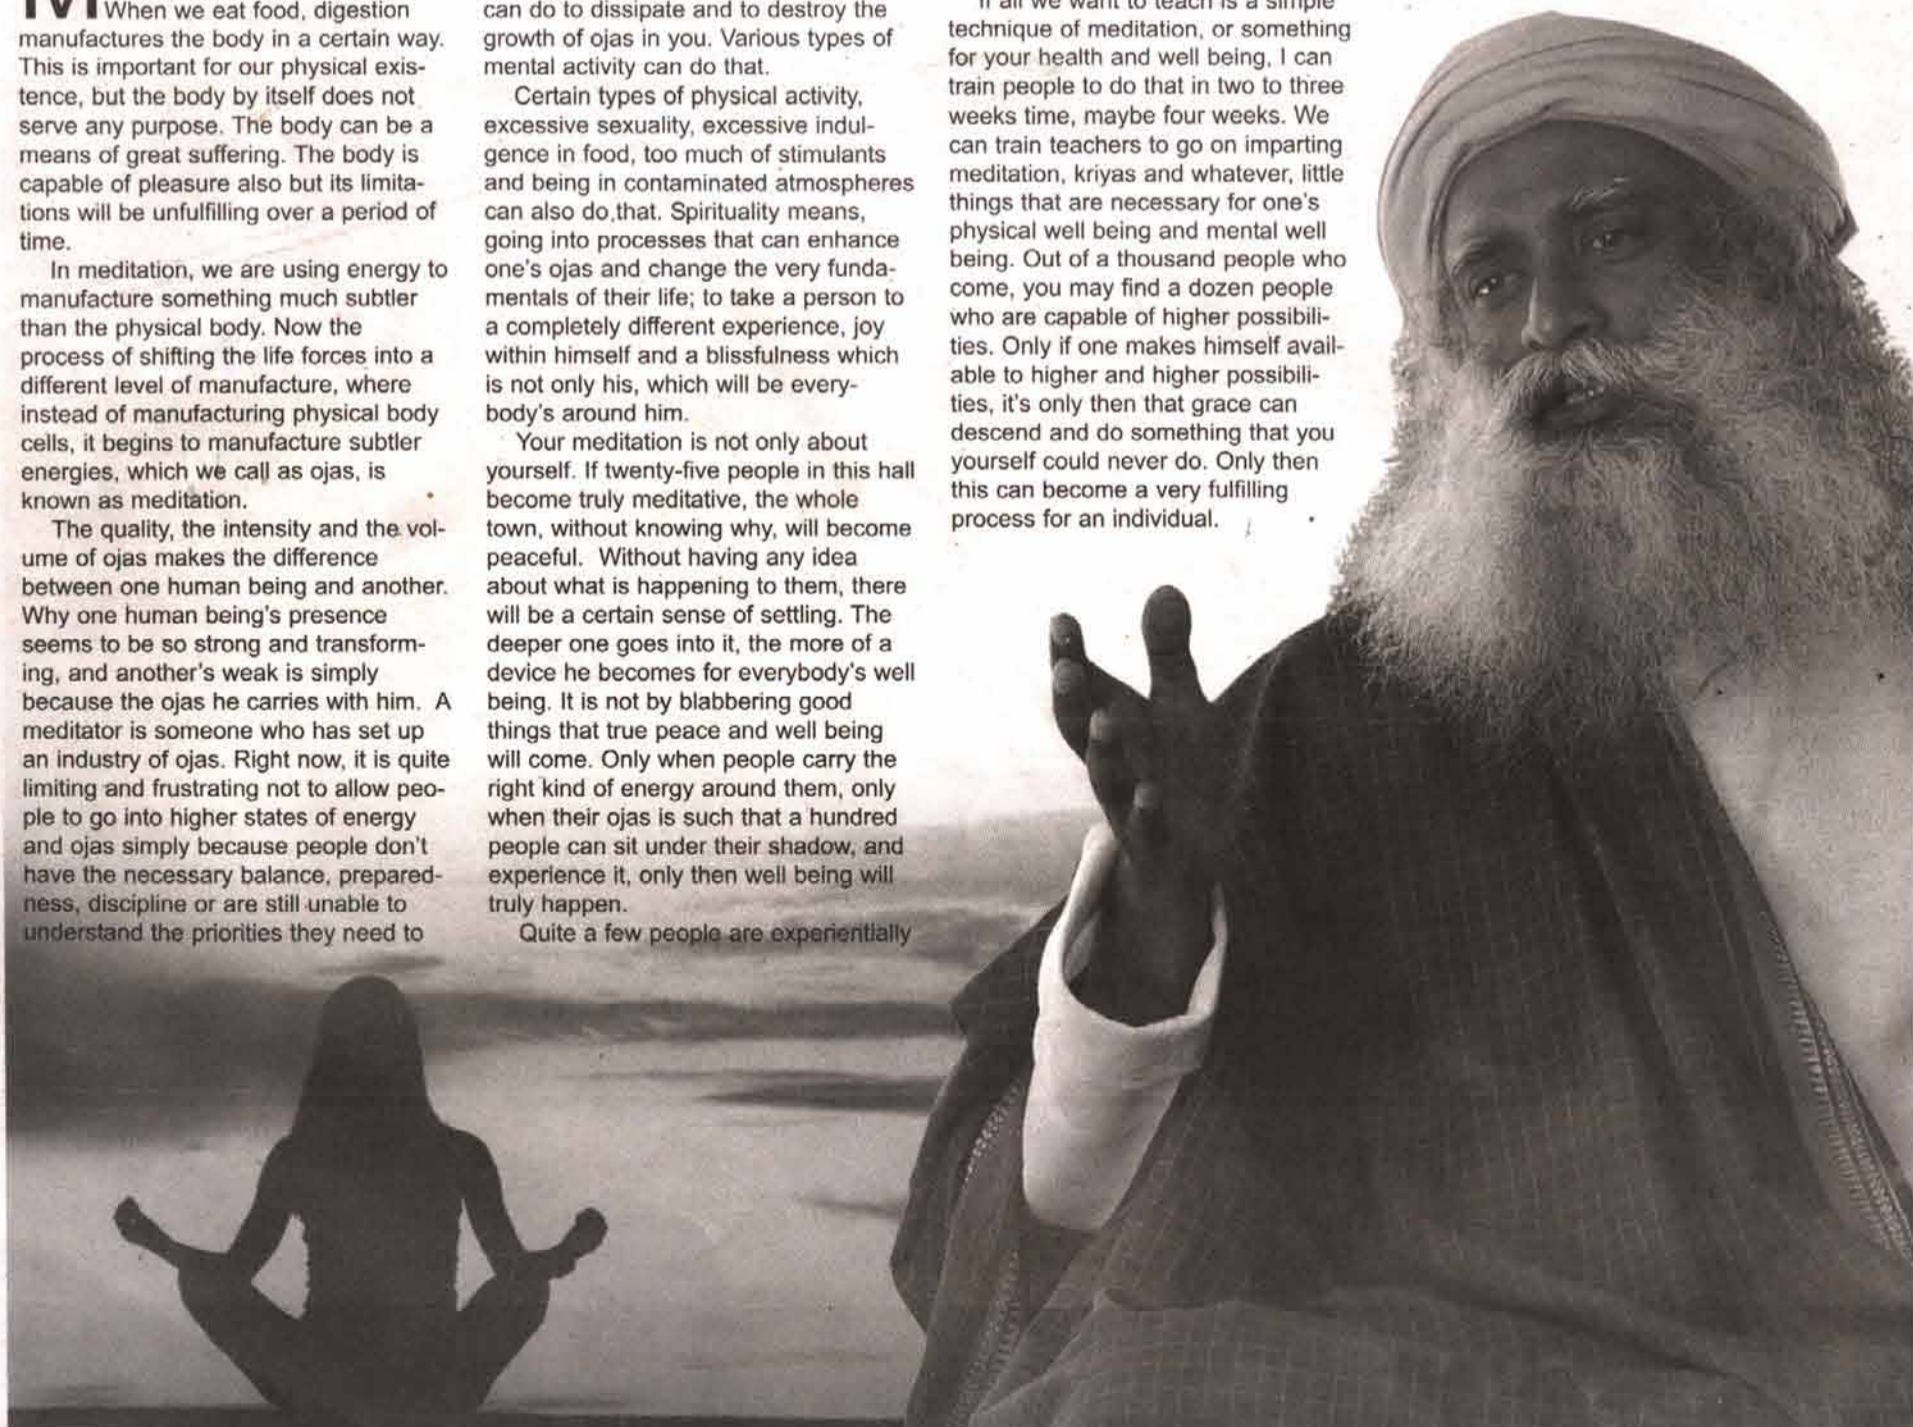 When we eat food, digestion
manufactures the body in a certain way.
This is important for our physical exis-
tence, but the body by itself does not
serve any purpose. The body can be a
means of great suffering. The body is
capable of pleasure also but its limita-
tions will be unfulfilling over a period of
time.
In meditation, we are using energy to
manufacture something much subtler
than the physical body. Now the
process of shifting the life forces into a
different level of manufacture, where
instead of manufacturing physical body
cells, it begins to manufacture subtler
energies, which we call as ojas, is
known as meditation.
The quality, the intensity and the vol-
ume of ojas makes the difference
between one human being and another.
Why one human being's presence
seems to be so strong and transform-
ing, and another's weak is simply
because the ojas he carries with him. A
meditator is someone who has set up
an industry of ojas. Right now, it is quite
limiting and frustrating not to allow peo-
ple to go into higher states of energy
and ojas simply because people don't
have the necessary balance, prepared-
ness, discipline or are still unable to
understand the priorities they need to
can do to dissipate and to destroy the
growth of ojas in you. Various types of
mental activity can do that.
Certain types of physical activity,
excessive sexuality, excessive indul-
gence in food, too much of stimulants
and being in contaminated atmospheres
can also do that. Spirituality means,
going into processes that can enhance
one's ojas and change the very funda-
mentals of their life; to take a person to
a completely different experience, joy
within himself and a blissfulness which
is not only his, which will be every-
body's around him.
Your meditation is not only about
yourself. If twenty-five people in this hall
become truly meditative, the whole
town, without knowing why, will become
peaceful. Without having any idea
about what is happening to them, there
will be a certain sense of settling. The
deeper one goes into it, the more of a
device he becomes for everybody's well
being. It is not by blabbering good
things that true peace and well being
will come. Only when people carry the
right kind of energy around them, only
when their ojas is such that a hundred
people can sit under their shadow, and
experience it, only then well being will
truly happen.
Quite a few people are experientially
If all we want to teach is a simple
technique of meditation, or something
for your health and well being, I can
train people to do that in two to three
weeks time, maybe four weeks. We
can train teachers to go on imparting
meditation, kriyas and whatever, little
things that are necessary for one's
physical well being and mental well
being. Out of a thousand people who
come, you may find a dozen people
who are capable of higher possibili-
ties. Only if one makes himself avail-
able to higher and higher possibili-
ties, it's only then that grace can
descend and do something that you
yourself could never do. Only then
this can become a very fulfilling
process for an individual.